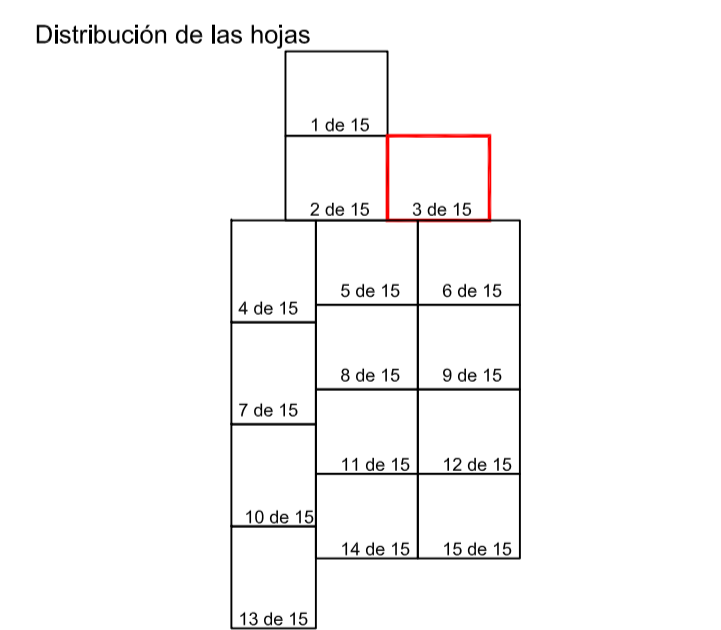 Distribución de las hojas
1 de 15
2 de 15
3 de 15
4 de 15
5 de 15
6 de 15
7 de 15
8 de 15
9 de 15
10 de 15
11 de 15
12 de 15
13 de 15
14 de 15
15 de 15